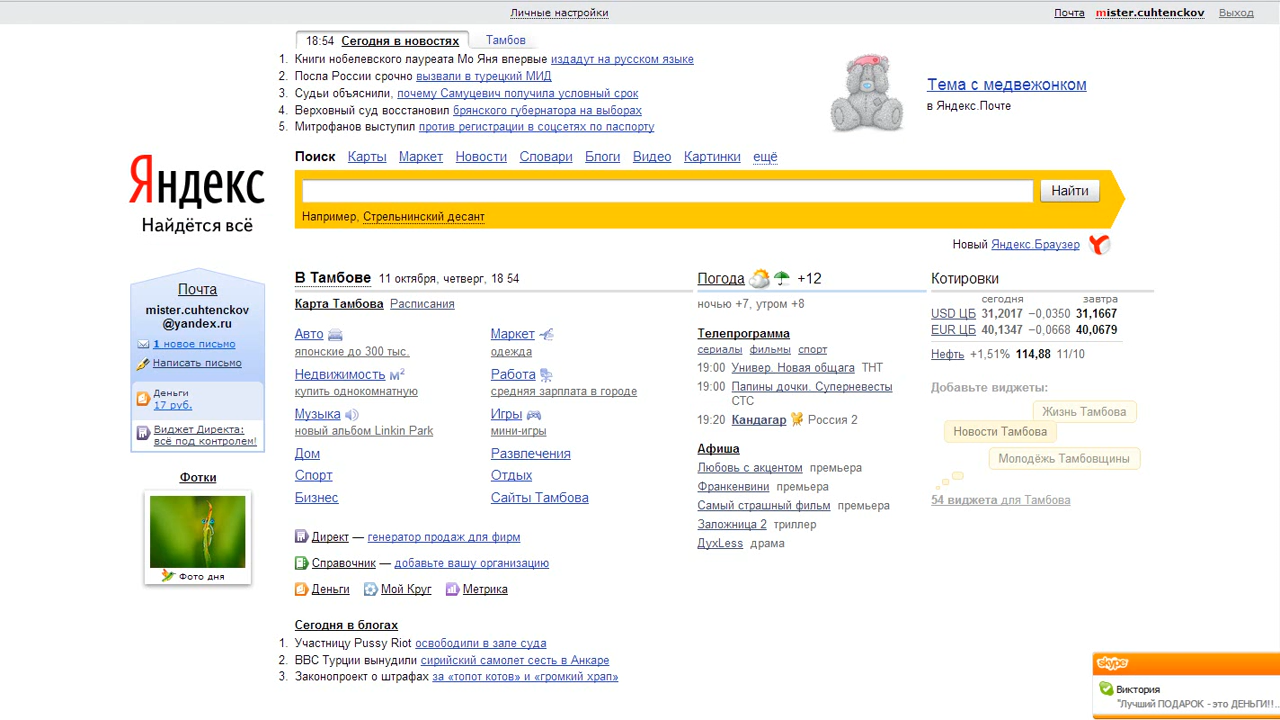 Личные настройки
Почта mister.cuhtenckov Выход
18:54 Сегодня в новостях Тамбов
1. Книги нобелевского лауреата Мо Яня впервые издадут на русском языке
2. Посла России срочно вызвали в турецкий МИД
3. Судьи объяснили, почему Самуцевич получила условный срок
4. Верховный суд восстановил брянского губернатора на выборах
5. Митрофанов выступил против регистрации в соцсетях по паспорту
Тема с медвежонком
в Яндекс.Почте
Яндекс
Найдётся всё
Поиск Карты Маркет Новости Словари Блоги Видео Картинки ещё
Найти
Например, Стрельнинский десант
Новый Яндекс.Браузер
Почта
mister.cuhtenckov
@yandex.ru
1 новое письмо
Написать письмо
Деньги
17 руб.
Виджет Директа:
всё под контролем!
Фотки
Фото дня
В Тамбове 11 октября, четверг, 18 54
Карта Тамбова Расписания
Авто
японские до 300 тыс.
Маркет
одежда
Недвижимость м²
купить однокомнатную
Работа
средняя зарплата в городе
Музыка
новый альбом Linkin Park
Игры
мини-игры
Дом
Развлечения
Спорт
Отдых
Бизнес
Сайты Тамбова
Директ — генератор продаж для фирм
Справочник — добавьте вашу организацию
Деньги Мой Круг Метрика
Сегодня в блогах
1. Участницу Pussy Riot освободили в зале суда
2. ВВС Турции вынудили сирийский самолет сесть в Анкаре
3. Законопроект о штрафах за «топот котов» и «громкий храп»
Погода +12
ночью +7, утром +8
Телепрограмма
сериалы фильмы спорт
19:00 Универ. Новая общага ТНТ
19:00 Папины дочки. Суперневесты
СТС
19:20 Кандагар Россия 2
Афиша
Любовь с акцентом премьера
Франкенвини премьера
Самый страшный фильм премьера
Заложница 2 триллер
ДухLess драма
Котировки
сегодня завтра
USD ЦБ 31,2017 −0,0350 31,1667
EUR ЦБ 40,1347 −0,0668 40,0679
Нефть +1,51% 114,88 11/10
Добавьте виджеты:
Жизнь Тамбова
Новости Тамбова
Молодёжь Тамбовщины
54 виджета для Тамбова
skype
Виктория
"Лучший ПОДАРОК - это ДЕНЬГИ!!...